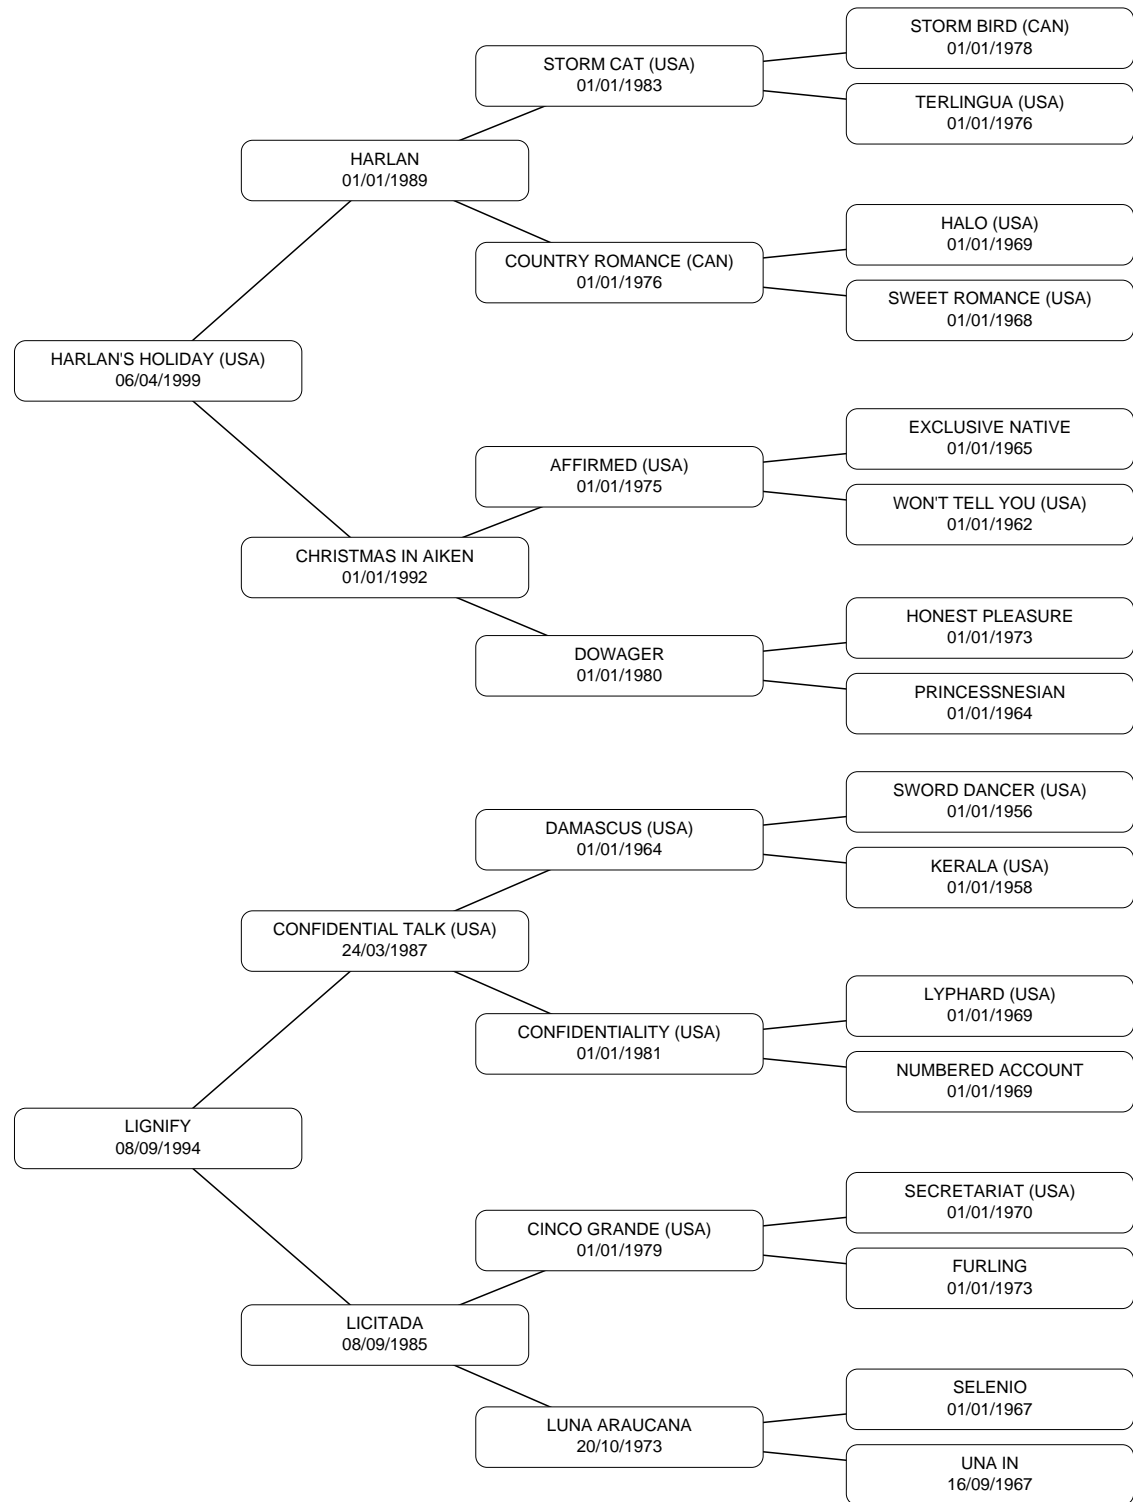 STORM BIRD (CAN)
01/01/1978
STORM CAT (USA)
01/01/1983
TERLINGUA (USA)
01/01/1976
HARLAN
01/01/1989
HALO (USA)
01/01/1969
COUNTRY ROMANCE (CAN)
01/01/1976
SWEET ROMANCE (USA)
01/01/1968
HARLAN'S HOLIDAY (USA)
06/04/1999
EXCLUSIVE NATIVE
01/01/1965
AFFIRMED (USA)
01/01/1975
WON'T TELL YOU (USA)
01/01/1962
CHRISTMAS IN AIKEN
01/01/1992
HONEST PLEASURE
01/01/1973
DOWAGER
01/01/1980
PRINCESSNESIAN
01/01/1964
SWORD DANCER (USA)
01/01/1956
DAMASCUS (USA)
01/01/1964
KERALA (USA)
01/01/1958
CONFIDENTIAL TALK (USA)
24/03/1987
LYPHARD (USA)
01/01/1969
CONFIDENTIALITY (USA)
01/01/1981
NUMBERED ACCOUNT
01/01/1969
LIGNIFY
08/09/1994
SECRETARIAT (USA)
01/01/1970
CINCO GRANDE (USA)
01/01/1979
FURLING
01/01/1973
LICITADA
08/09/1985
SELENIO
01/01/1967
LUNA ARAUCANA
20/10/1973
UNA IN
16/09/1967